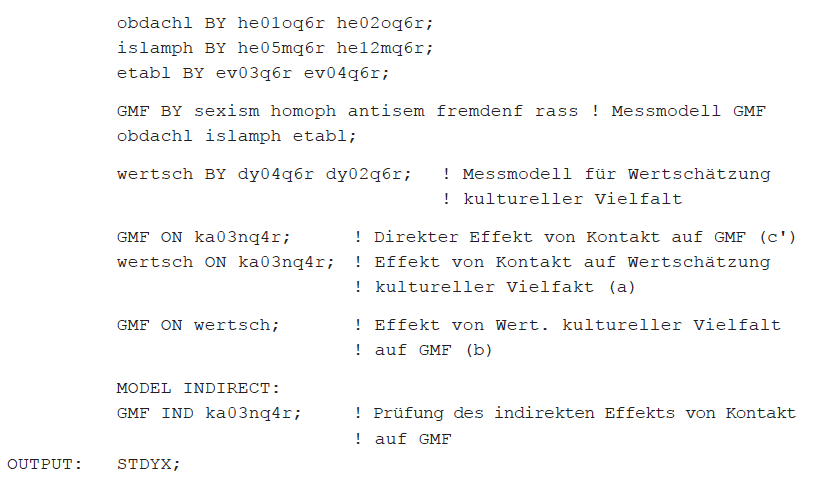 obdachl BY he01oq6r he02oq6r;
islamph BY he05mq6r he12mq6r;
etabl BY ev03q6r ev04q6r;
GMF BY sexism homoph antisem fremdenf rass ! Messmodell GMF
obdachl islamph etabl;
wertsch BY dy04q6r dy02q6r; ! Messmodell für Wertschätzung
! kultureller Vielfalt
GMF ON ka03nq4r; ! Direkter Effekt von Kontakt auf GMF (c')
wertsch ON ka03nq4r; ! Effekt von Kontakt auf Wertschätzung
! kultureller Vielfakt (a)
GMF ON wertsch; ! Effekt von Wert. kultureller Vielfalt
! auf GMF (b)
MODEL INDIRECT:
GMF IND ka03nq4r; ! Prüfung des indirekten Effekts von Kontakt
! auf GMF
OUTPUT: STDYX;